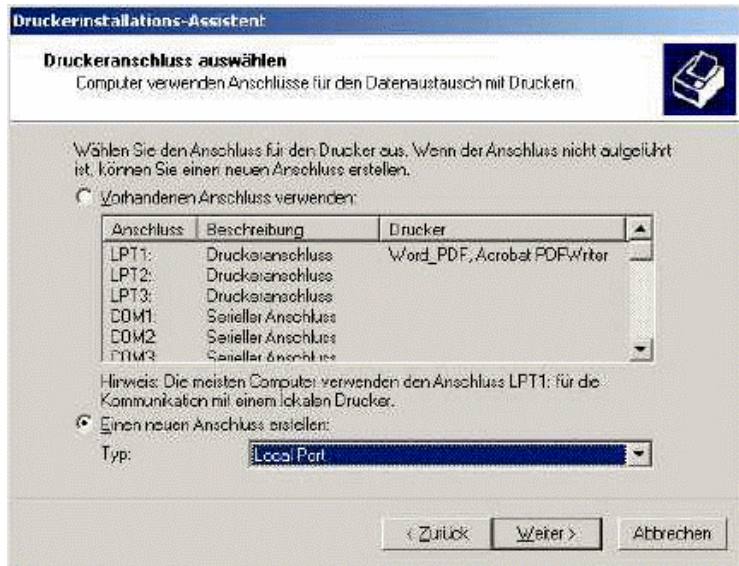 Druckerinstallations-Assistent
Druckeranschluss auswählen
Computer verwenden Anschlüsse für den Datenaustausch mit Druckern.
Wählen Sie den Anschluss für den Drucker aus. Wenn der Anschluss nicht aufgeführt
ist, können Sie einen neuen Anschluss erstellen.
Vorhandenen Anschluss verwenden:
Anschluss Beschreibung Drucker
LPT1: Druckeranschluss Word_PDF, Acrobat PDFWriter
LPT2: Druckeranschluss
LPT3: Druckeranschluss
COM1: Serieller Anschluss
COM2: Serieller Anschluss
COM3: Serieller Anschluss
Hinweis: Die meisten Computer verwenden den Anschluss LPT1: für die
Kommunikation mit einem lokalen Drucker.
Einen neuen Anschluss erstellen:
Typ: Local Port
< Zurück Weiter > Abbrechen